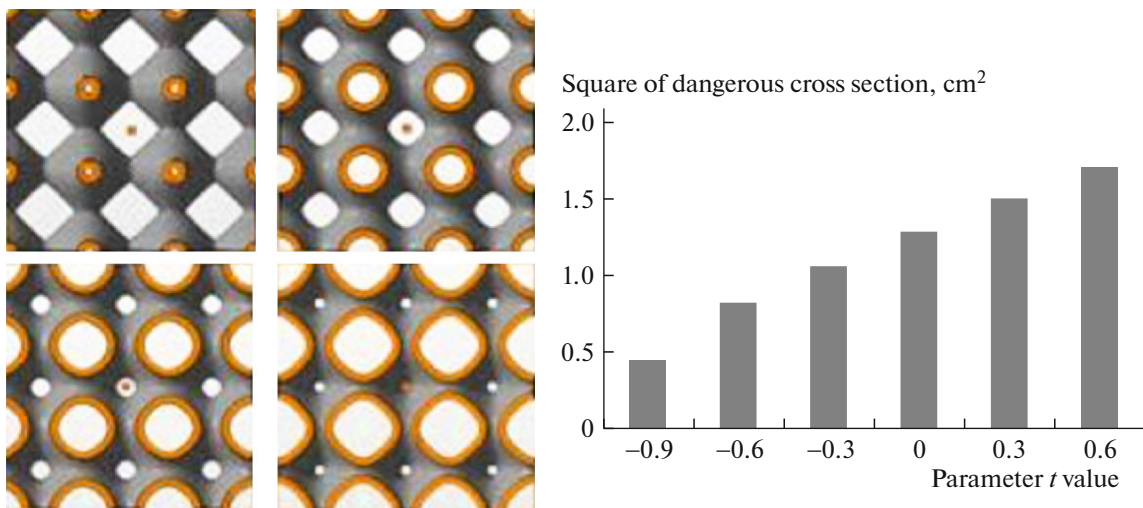 Square of dangerous cross section, cm²
2.0
1.5
1.0
0.5
0
−0.9 −0.6 −0.3 0 0.3 0.6
Parameter t value